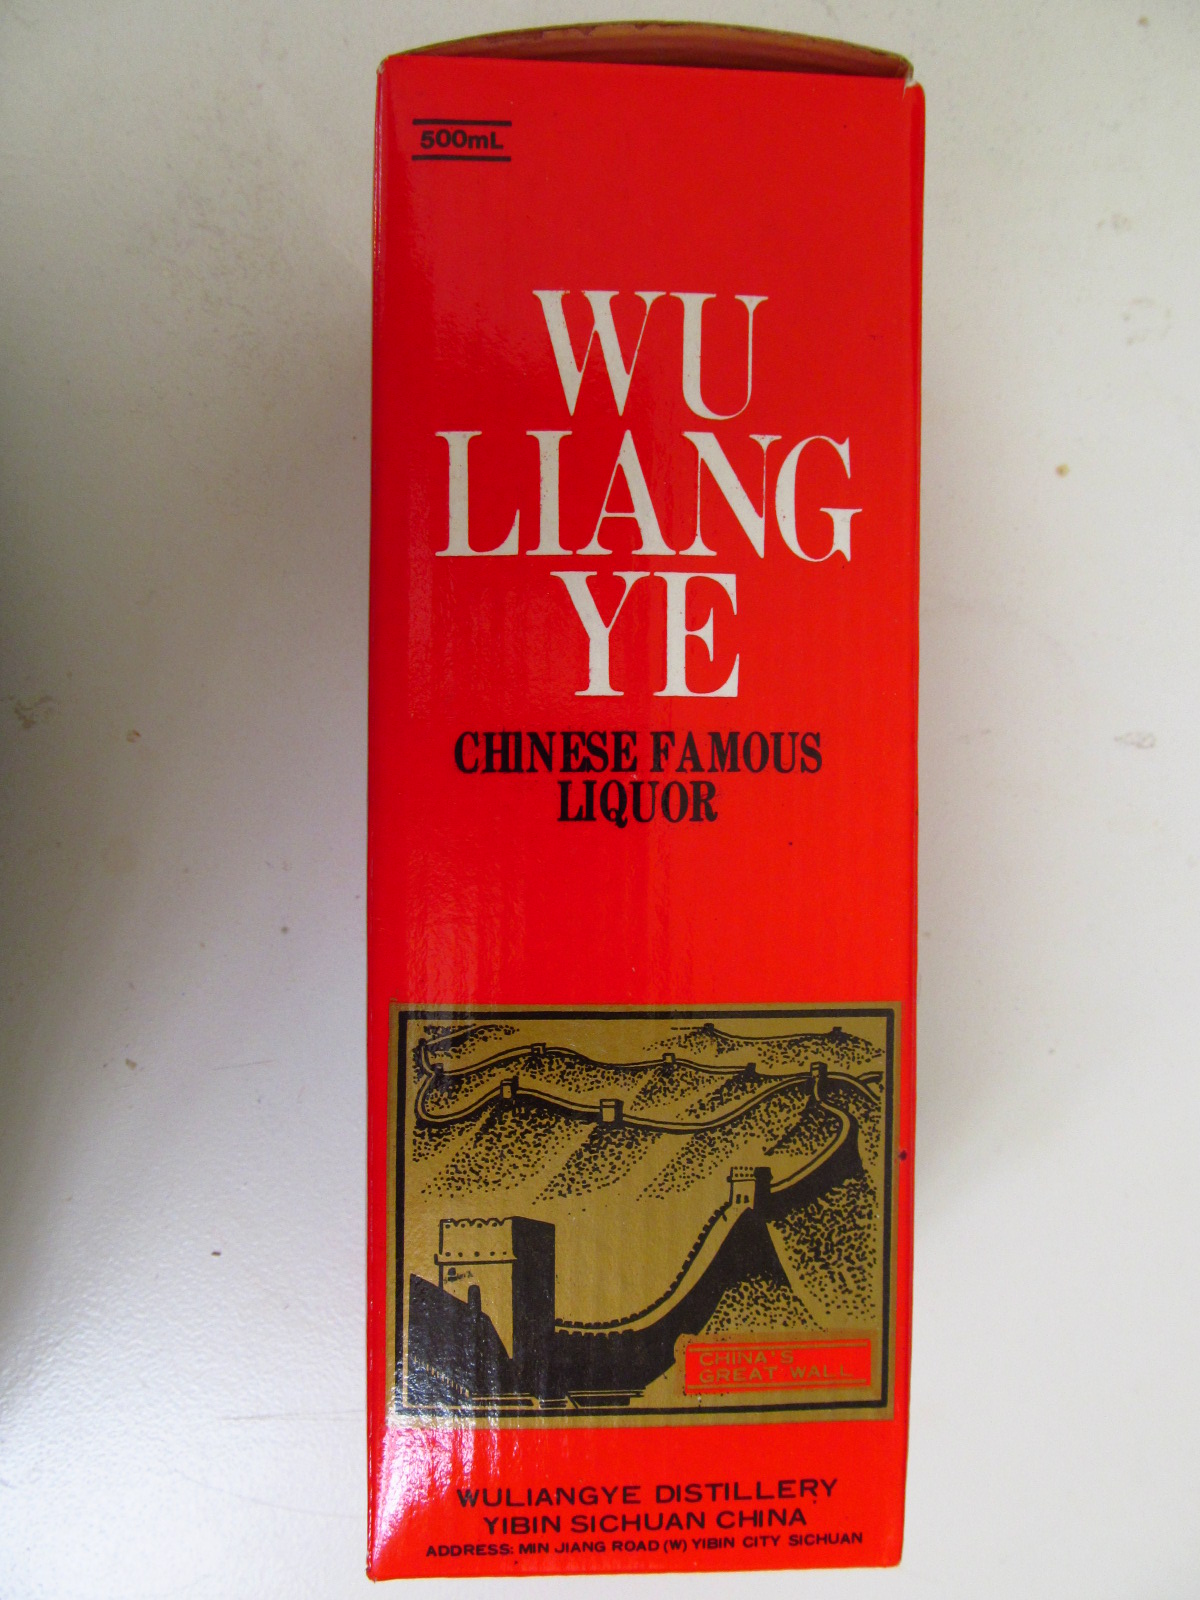 500mL
WU
LIANG
YE
CHINESE FAMOUS
LIQUOR
CHINA'S
GREAT WALL
WULIANGYE DISTILLERY
YIBIN SICHUAN CHINA
ADDRESS: MIN JIANG ROAD (W) YIBIN CITY SICHUAN